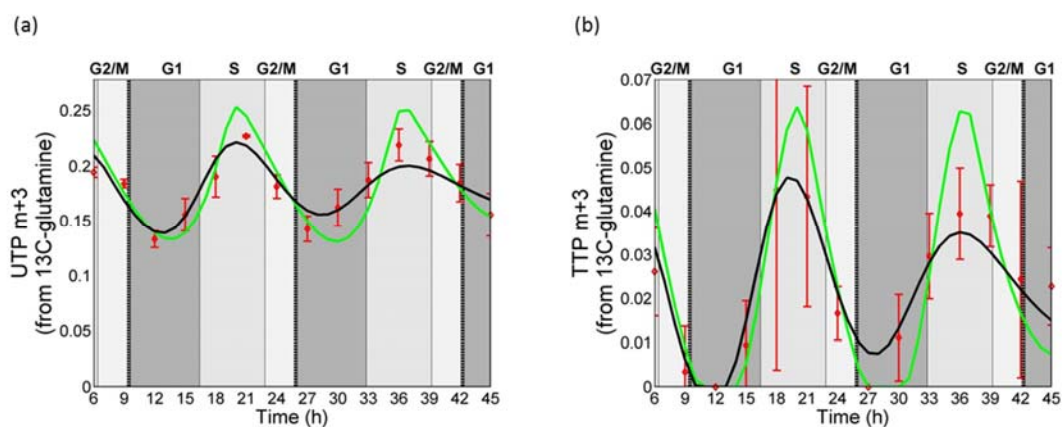 (a)
(b)
G2/M G1 S G2/M G1 S G2/M G1
0.25
0.2
0.15
0.1
0.05
0
UTP m+3
(from 13C-glutamine)
6 9 12 15 18 21 24 27 30 33 36 39 42 45
Time (h)
G2/M G1 S G2/M G1 S G2/M G1
0.07
0.06
0.05
0.04
0.03
0.02
0.01
0
TTP m+3
(from 13C-glutamine)
6 9 12 15 18 21 24 27 30 33 36 39 42 45
Time (h)